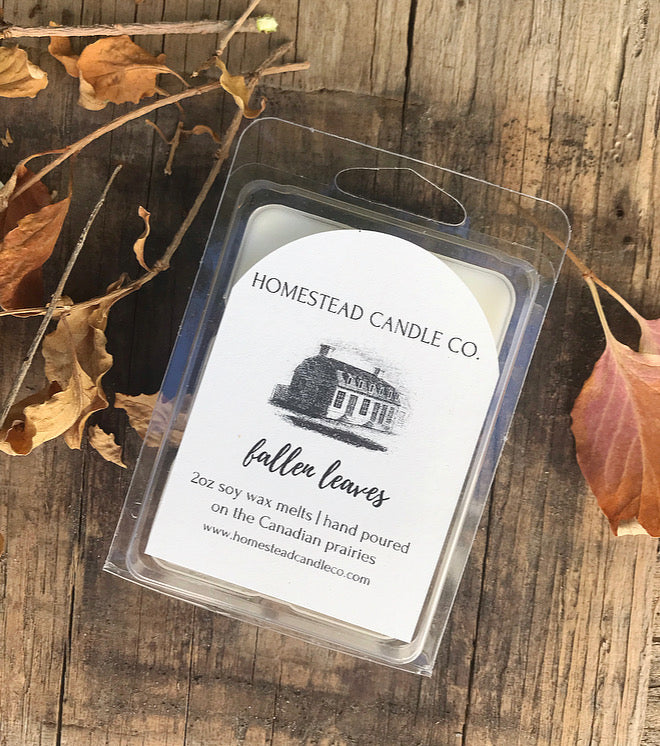 HOMESTEAD CANDLE CO.
fallen leaves
2oz soy wax melts | hand poured
on the Canadian prairies
www.homesteadcandleco.com